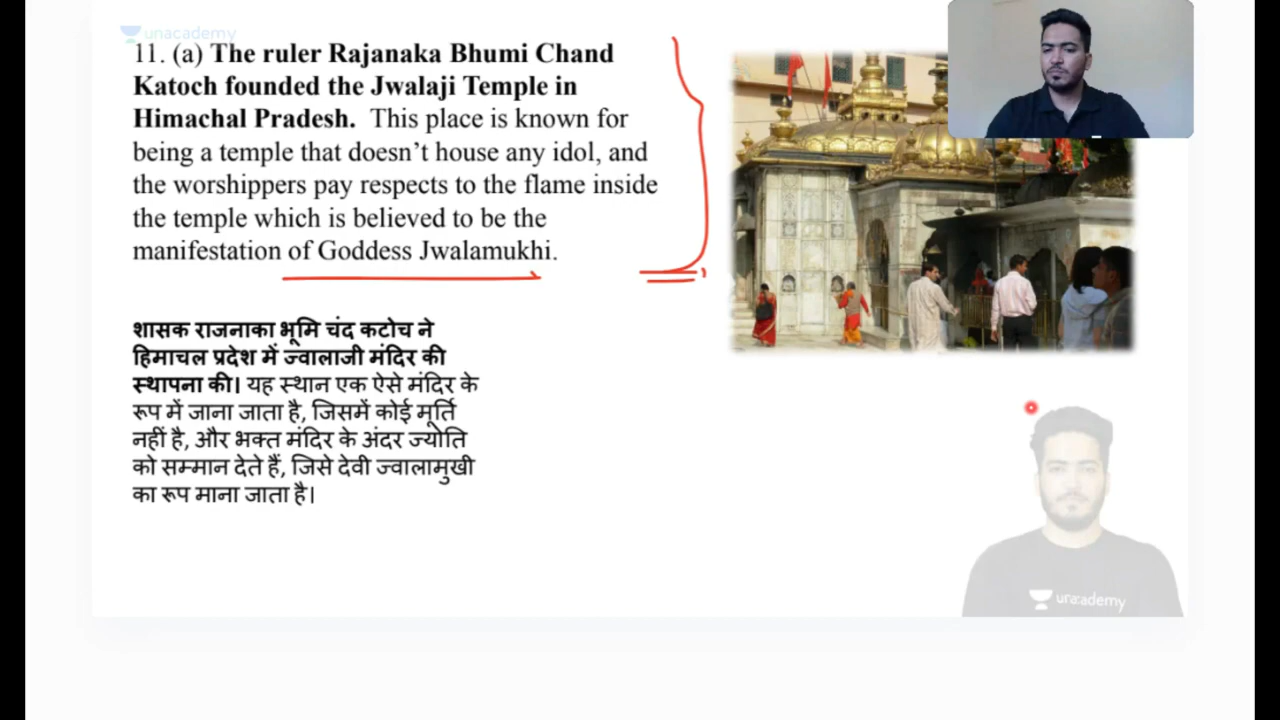 unacademy
11. (a) The ruler Rajanaka Bhumi Chand
Katoch founded the Jwalaji Temple in
Himachal Pradesh. This place is known for
being a temple that doesn’t house any idol, and
the worshippers pay respects to the flame inside
the temple which is believed to be the
manifestation of Goddess Jwalamukhi.
शासक राजनाका भूमि चंद कटोच ने
हिमाचल प्रदेश में ज्वालाजी मंदिर की
स्थापना की। यह स्थान एक ऐसे मंदिर के
रूप में जाना जाता है, जिसमें कोई मूर्ति
नहीं है, और भक्त मंदिर के अंदर ज्योति
को सम्मान देते हैं, जिसे देवी ज्वालामुखी
का रूप माना जाता है।
unacademy